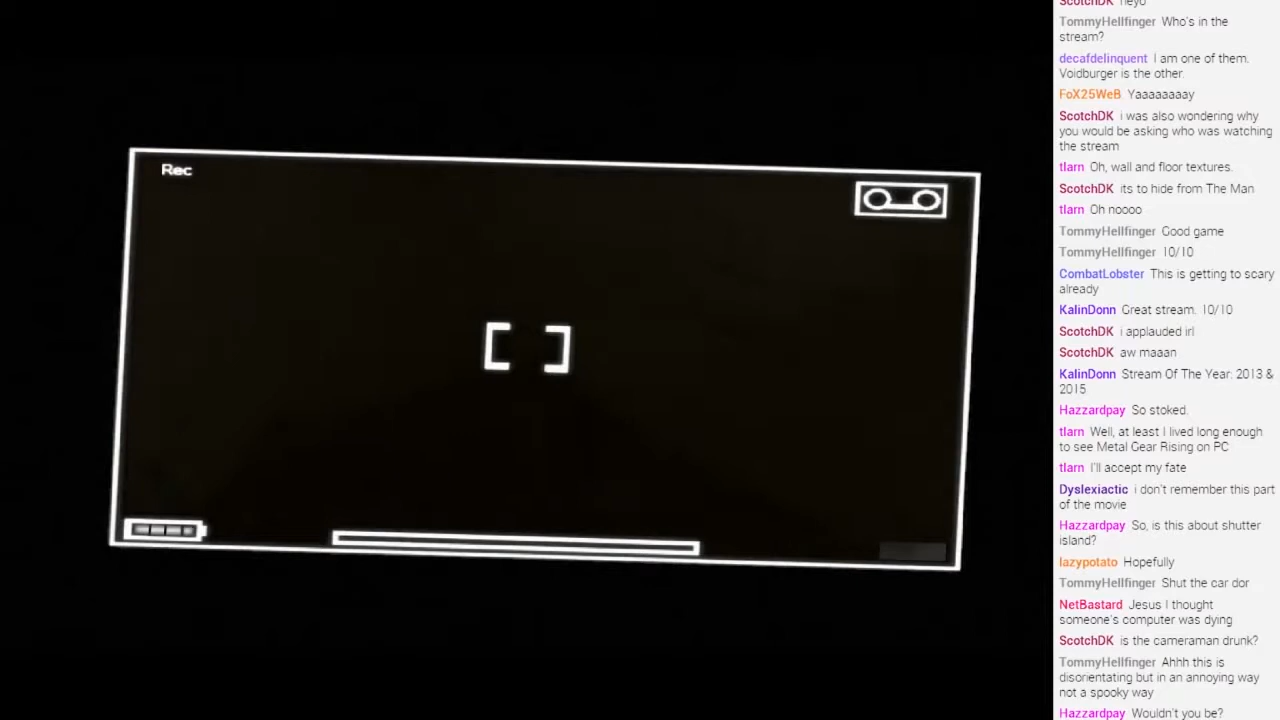 Rec
ScotchDK heyo
TommyHellfinger Who's in the
stream?
decafdelinquent I am one of them.
Voidburger is the other.
FoX25WeB Yaaaaaaay
ScotchDK i was also wondering why
you would be asking who was watching
the stream
tlarn Oh, wall and floor textures.
ScotchDK its to hide from The Man
tlarn Oh noooo
TommyHellfinger Good game
TommyHellfinger 10/10
CombatLobster This is getting to scary
already
KalinDonn Great stream. 10/10
ScotchDK i applauded irl
ScotchDK aw maaan
KalinDonn Stream Of The Year: 2013 &
2015
Hazzardpay So stoked.
tlarn Well, at least I lived long enough
to see Metal Gear Rising on PC
tlarn I'll accept my fate
Dyslexiactic i don't remember this part
of the movie
Hazzardpay So, is this about shutter
island?
lazypotato Hopefully
TommyHellfinger Shut the car dor
NetBastard Jesus I thought
someone's computer was dying
ScotchDK is the cameraman drunk?
TommyHellfinger Ahhh this is
disorientating but in an annoying way
not a spooky way
Hazzardpay Wouldn't you be?